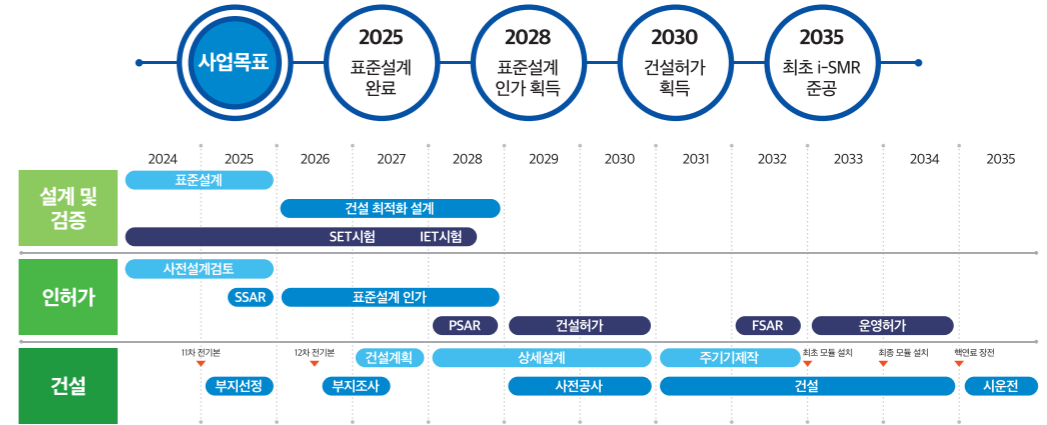 사업목표
2025
표준설계
완료
2028
표준설계
인가 획득
2030
건설허가
획득
2035
최초 i-SMR
준공
2024 2025 2026 2027 2028 2029 2030 2031 2032 2033 2034 2035
설계 및
검증
표준설계
건설 최적화 설계
SET시험 IET시험
인허가
사전설계검토
SSAR 표준설계 인가
PSAR 건설허가 FSAR 운영허가
건설
11차 전기본 12차 전기본 건설계획 상세설계 주기기제작 최초 모듈 설치 최종 모듈 설치 핵연료 장전
부지선정 부지조사 사전공사 건설 시운전